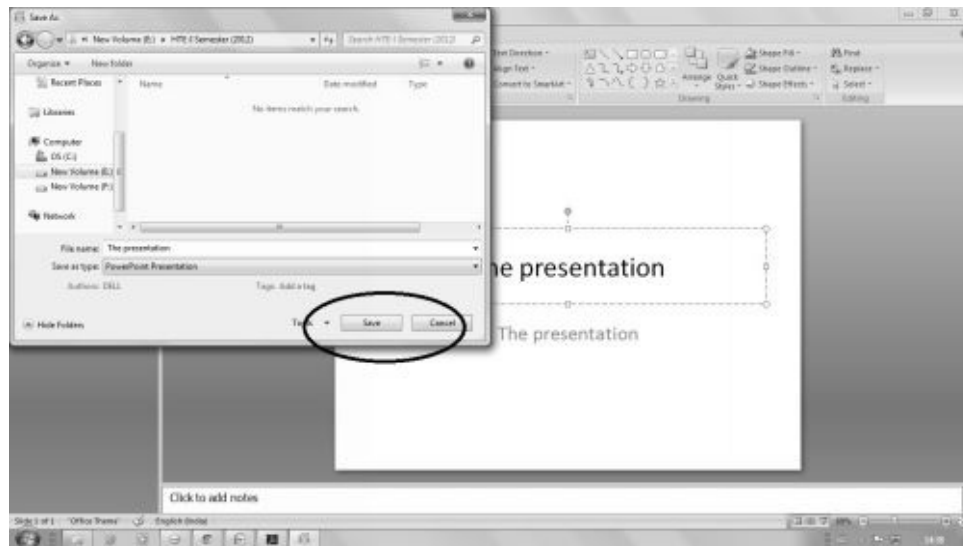 Save As
New Volume (E:) ▸ HTE-I Semester (2012)
Search HTE-I Semester (2012)
Organize New folder
Name Date modified Type
No items match your search.
Recent Places
Libraries
Computer
OS (C:)
New Volume (E:)
New Volume (F:)
Network
File name: The presentation
Save as type: PowerPoint Presentation
Authors: DELL Tags: Add a tag
Hide Folders Save Cancel
Text Direction
Align Text
Convert to SmartArt
Arrange Quick Styles
Shape Fill
Shape Outline
Shape Effects
Drawing
Find
Replace
Select
Editing
he presentation
The presentation
Click to add notes
Slide 1 of 1 "Office Theme" English (India)